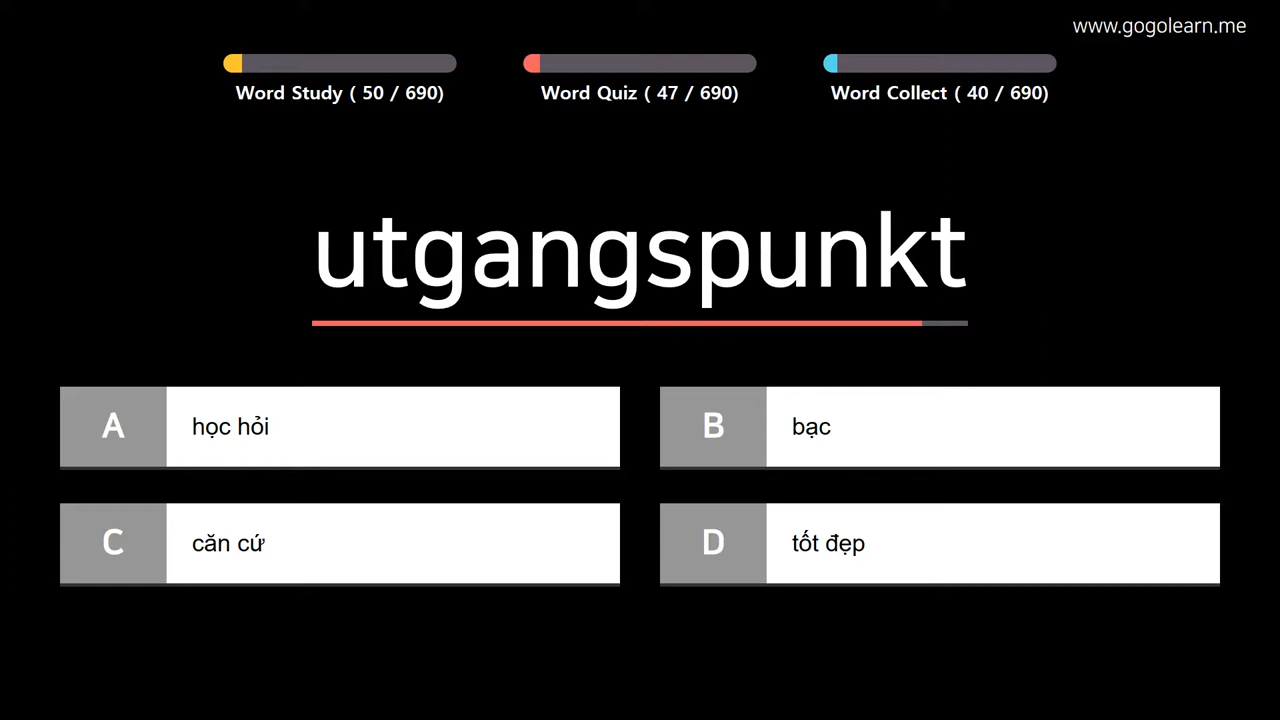 www.gogolearn.me
Word Study ( 50 / 690)
Word Quiz ( 47 / 690)
Word Collect ( 40 / 690)
utgangspunkt
A học hỏi
B bạc
C căn cứ
D tốt đẹp